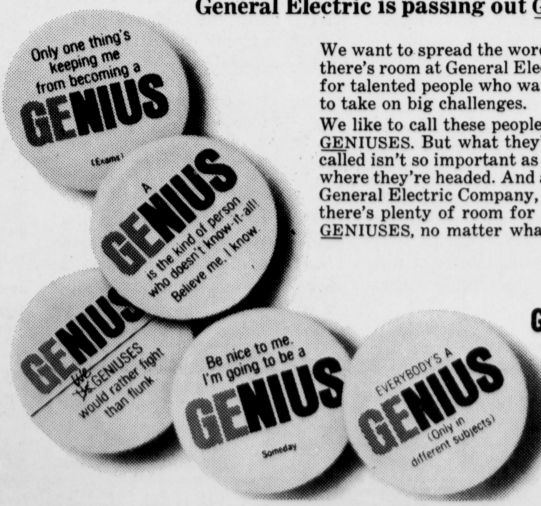 General Electric is passing out
We want to spread the word
there's room at General Ele
for talented people who wa
to take on big challenges.
We like to call these people
GENIUSES. But what they'
called isn't so important as
where they're headed. And a
General Electric Company,
there's plenty of room for
GENIUSES, no matter wha
Only one thing's
keeping me
from becoming a
GENIUS
(Exams)
A
GENIUS
is the kind of person
who doesn't know-it-all!
Believe me, I know.
GENIUS
We
GENIUSES
would rather fight
than flunk
Be nice to me.
I'm going to be a
GENIUS
Someday
EVERYBODY'S A
GENIUS
(Only in
different subjects)